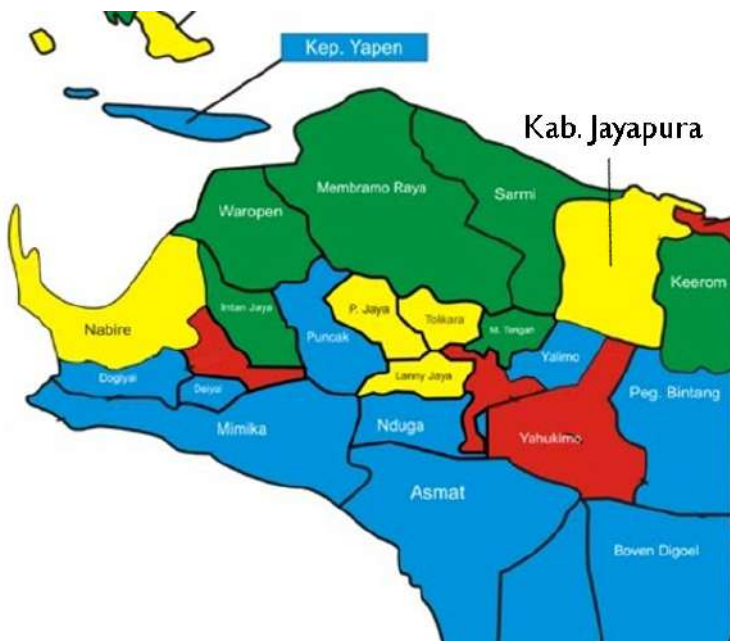 Kep. Yapen
Kab. Jayapura
Membramo Raya
Sarmi
Waropen
Keerom
Intan Jaya
P. Jaya
Tolikara
Nabire
Puncak
M. Tengah
Yalimo
Dogiyai
Deiyai
Lanny Jaya
Peg. Bintang
Mimika
Nduga
Yahukimo
Asmat
Boven Digoel